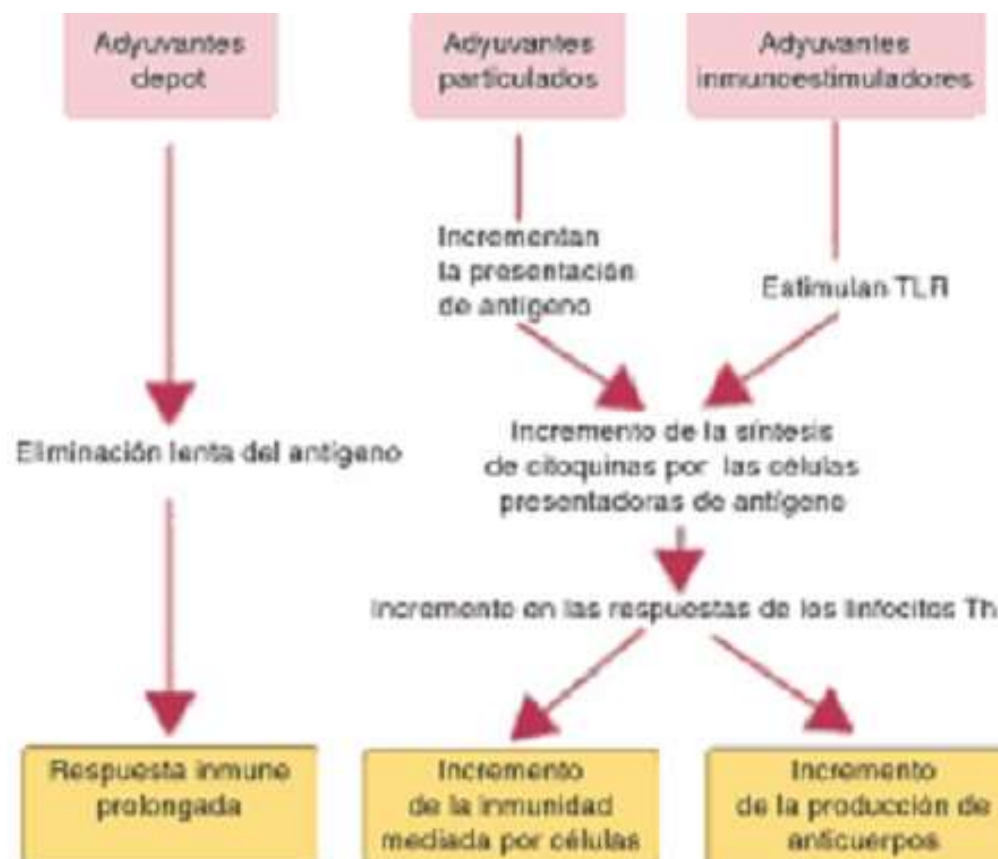 Adyuvantes
depot
Adyuvantes
particulados
Adyuvantes
inmunoestimuladores
Incrementan
la presentación
de antígeno
Estimulan TLR
Eliminación lenta del antígeno
Incremento de la síntesis
de citoquinas por las células
presentadoras de antígeno
Incremento en las respuestas de los linfocitos Th
Respuesta inmune
prolongada
Incremento
de la inmunidad
mediada por células
Incremento
de la producción de
anticuerpos